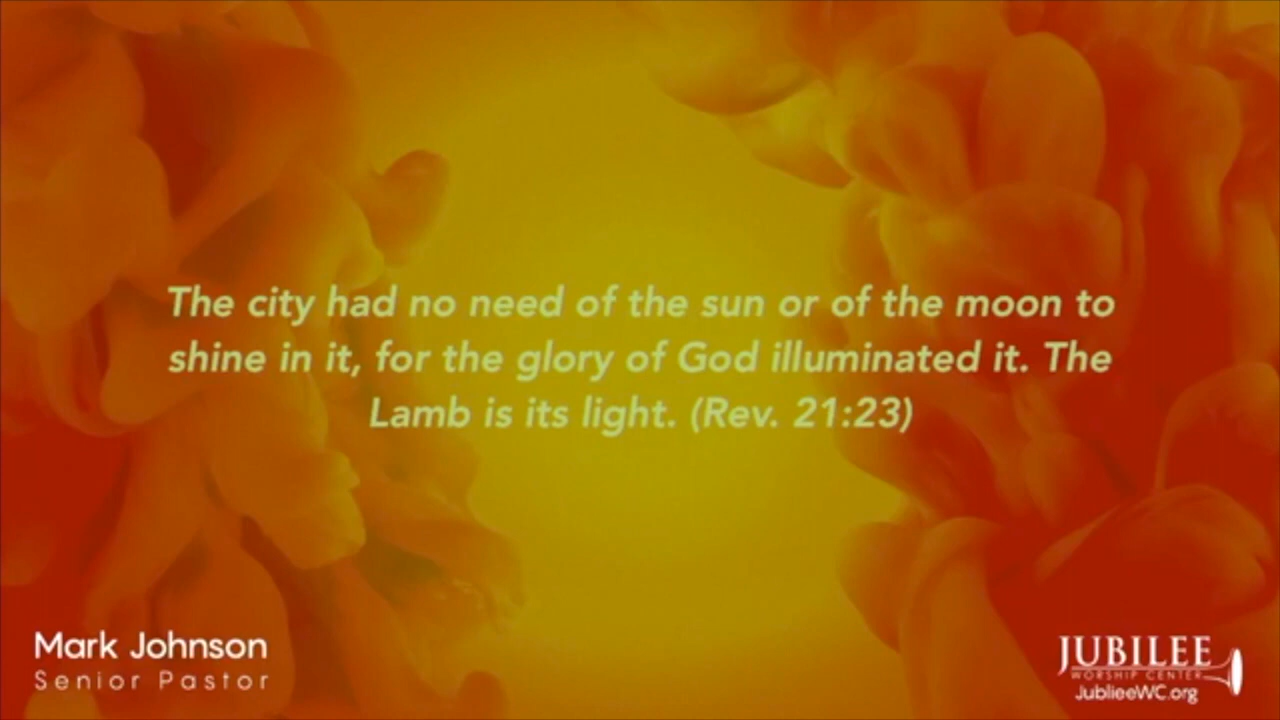 The city had no need of the sun or of the moon to
shine in it, for the glory of God illuminated it. The
Lamb is its light. (Rev. 21:23)
Mark Johnson
Senior Pastor
JUBILEE
WORSHIP CENTER
JublieeWC.org